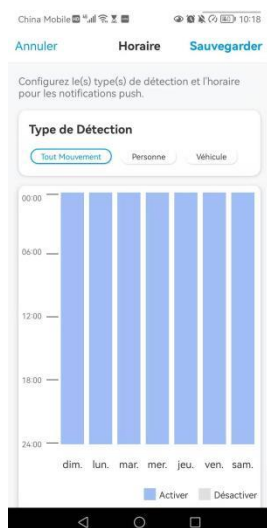 China Mobile 10:18
Annuler Horaire Sauvegarder
Configurez le(s) type(s) de détection et l'horaire
pour les notifications push.
Type de Détection
Tout Mouvement Personne Véhicule
00:00
06:00
12:00
18:00
24:00
dim. lun. mar. mer. jeu. ven. sam.
Activer Désactiver